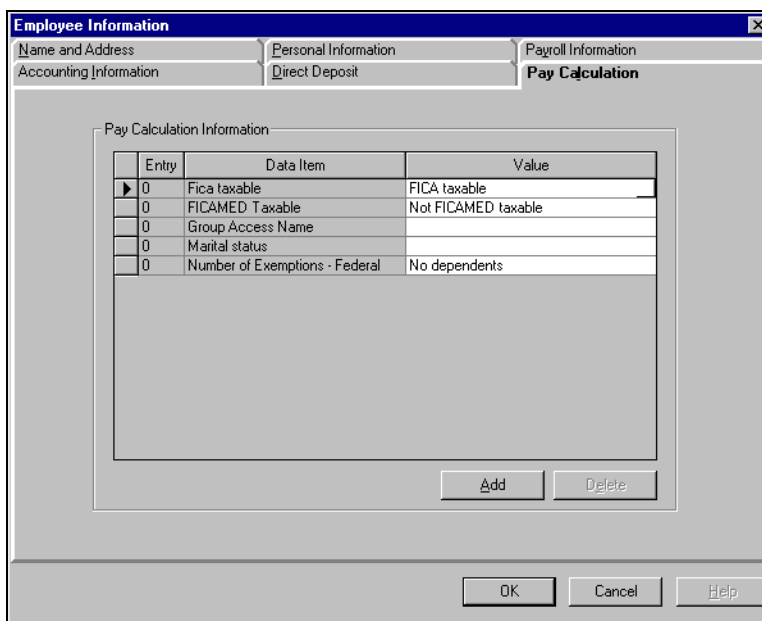 Employee Information
Name and Address Personal Information Payroll Information
Accounting Information Direct Deposit Pay Calculation
Pay Calculation Information
Entry Data Item Value
0 Fica taxable FICA taxable
0 FICAMED Taxable Not FICAMED taxable
0 Group Access Name
0 Marital status
0 Number of Exemptions - Federal No dependents
Add Delete
OK Cancel Help